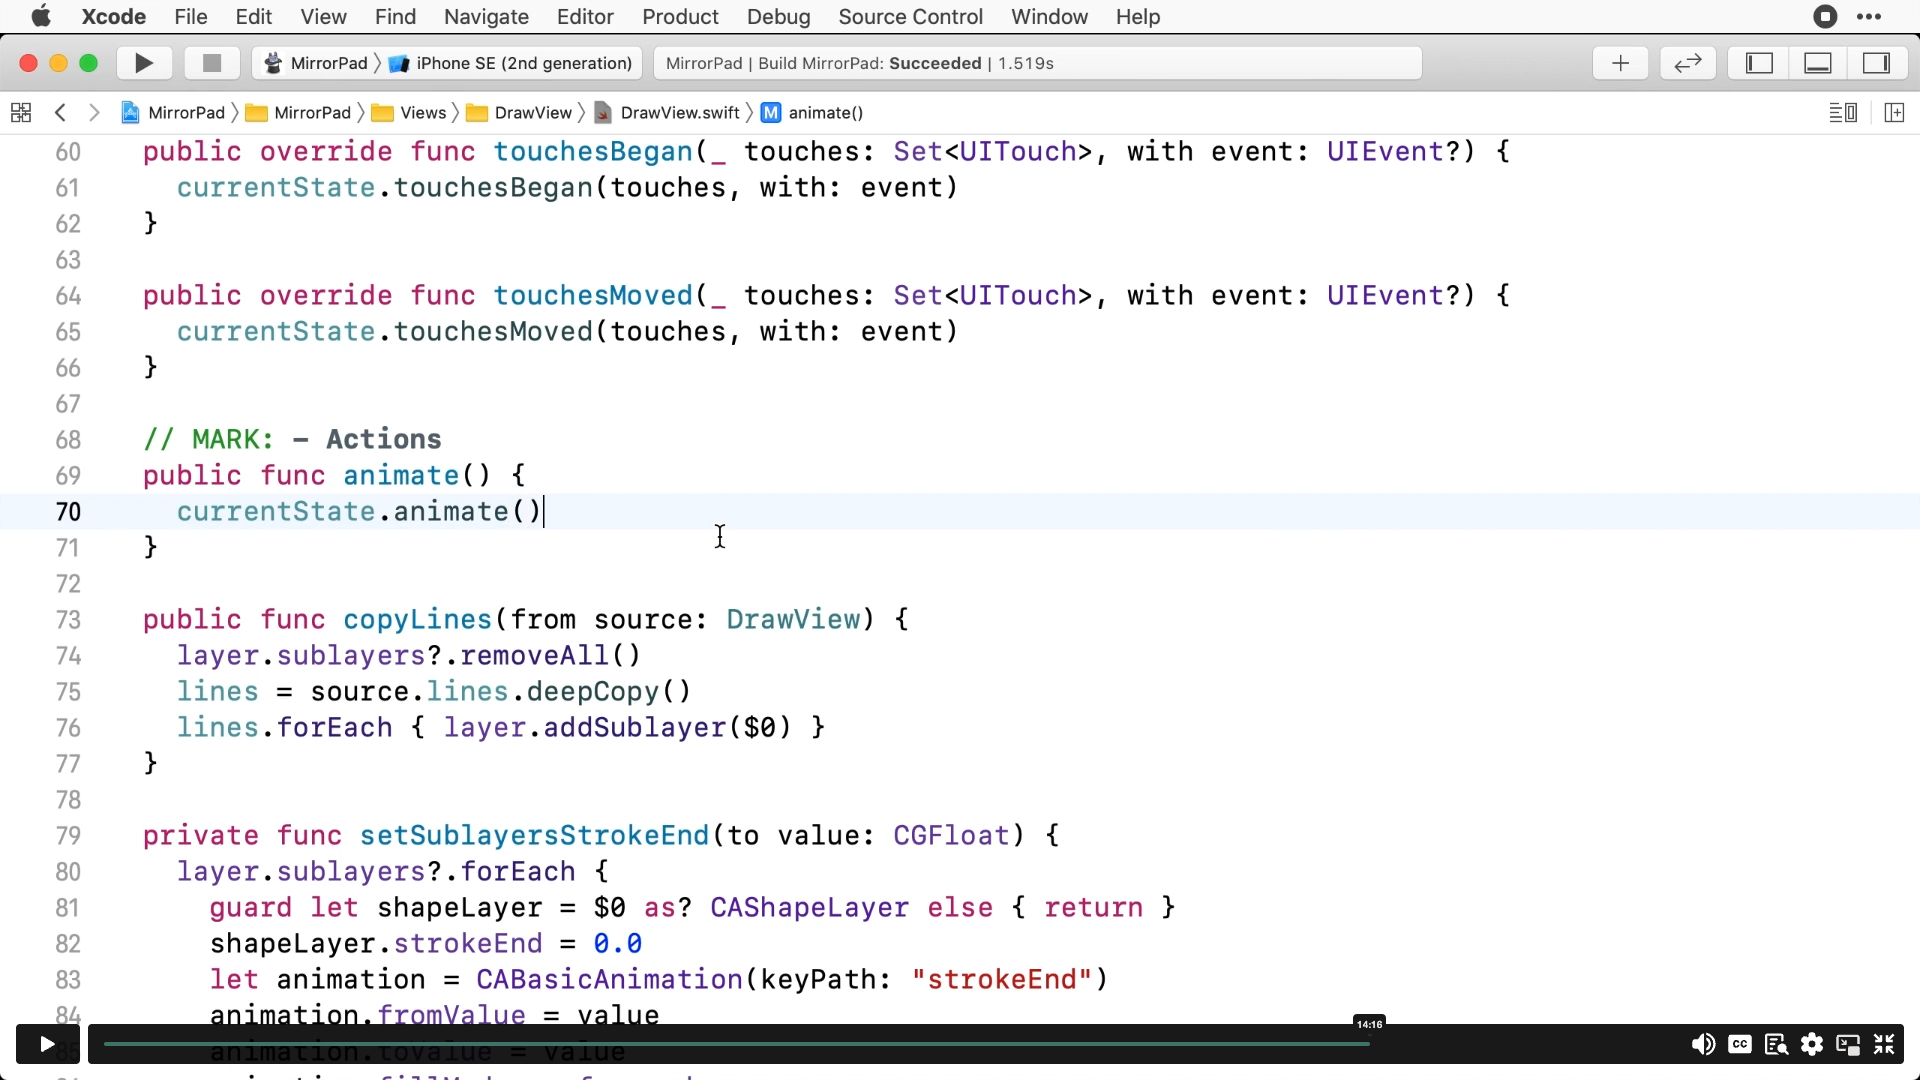 Xcode File Edit View Find Navigate Editor Product Debug Source Control Window Help
MirrorPad iPhone SE (2nd generation) MirrorPad | Build MirrorPad: Succeeded | 1.519s
MirrorPad MirrorPad Views DrawView DrawView.swift M animate()
60 public override func touchesBegan(_ touches: Set<UITouch>, with event: UIEvent?) {
61 currentState.touchesBegan(touches, with: event)
62 }
63
64 public override func touchesMoved(_ touches: Set<UITouch>, with event: UIEvent?) {
65 currentState.touchesMoved(touches, with: event)
66 }
67
68 // MARK: - Actions
69 public func animate() {
70 currentState.animate()
71 }
72
73 public func copyLines(from source: DrawView) {
74 layer.sublayers?.removeAll()
75 lines = source.lines.deepCopy()
76 lines.forEach { layer.addSublayer($0) }
77 }
78
79 private func setSublayersStrokeEnd(to value: CGFloat) {
80 layer.sublayers?.forEach {
81 guard let shapeLayer = $0 as? CAShapeLayer else { return }
82 shapeLayer.strokeEnd = 0.0
83 let animation = CABasicAnimation(keyPath: "strokeEnd")
84 animation.fromValue = value
14:16
85 animation.toValue = value
CC